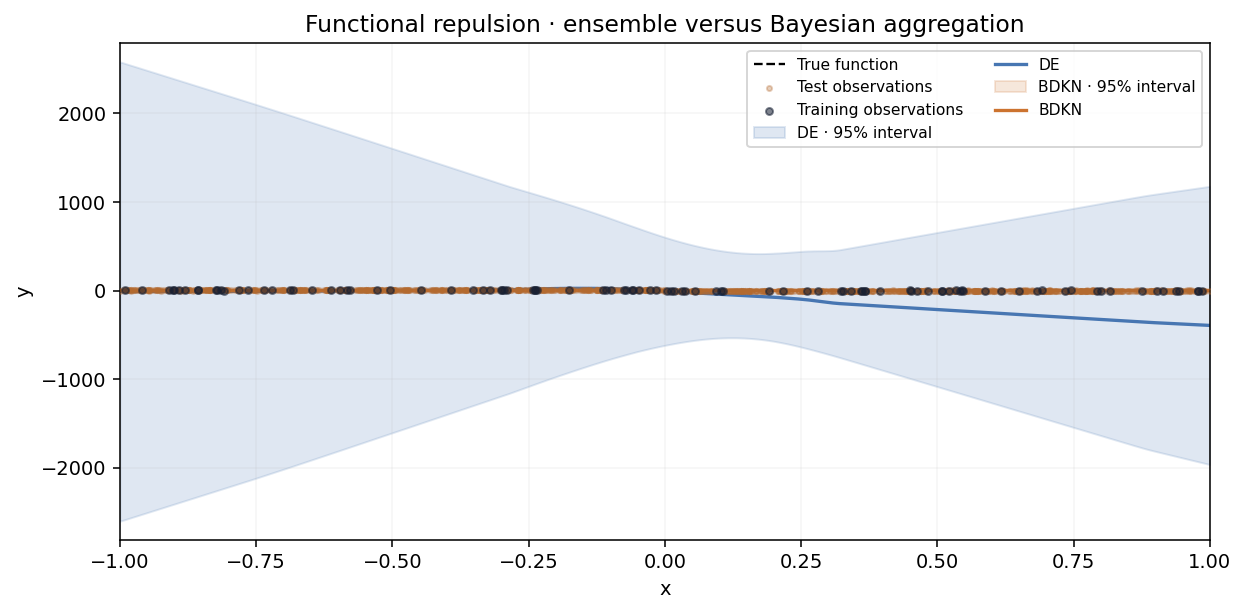 Functional repulsion · ensemble versus Bayesian aggregation
True function
Test observations
Training observations
DE · 95% interval
DE
BDKN · 95% interval
BDKN
y
2000
1000
0
−1000
−2000
−1.00
−0.75
−0.50
−0.25
0.00
0.25
0.50
0.75
1.00
x